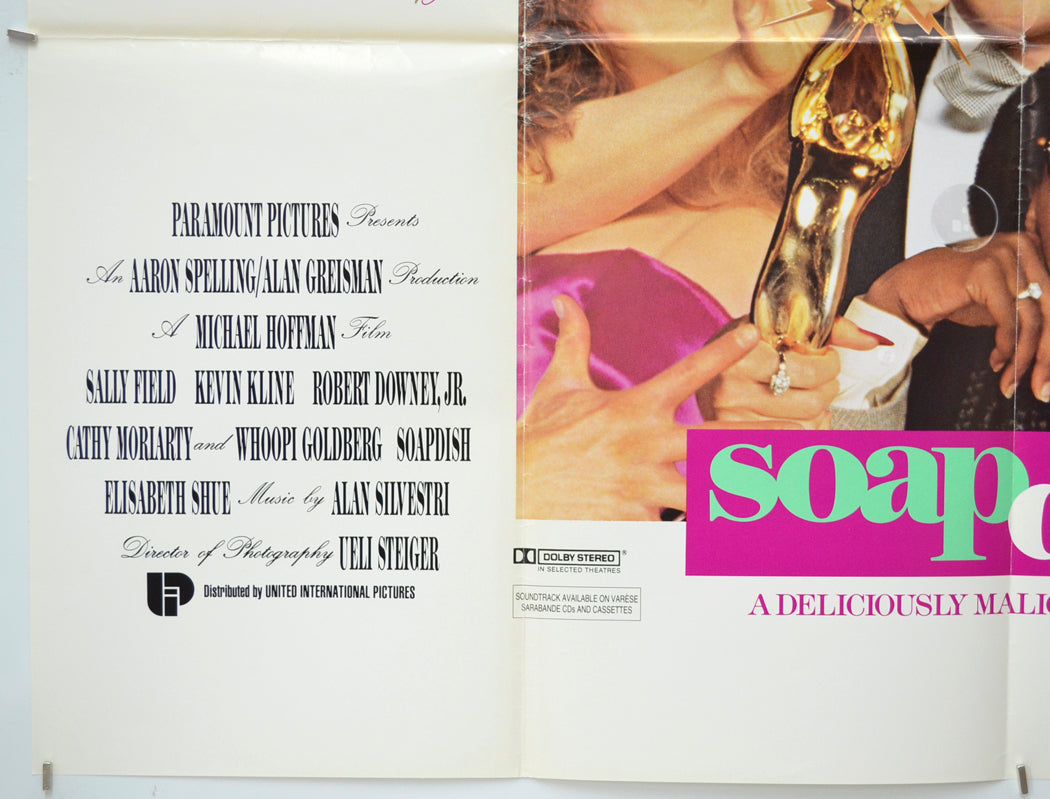 PARAMOUNT PICTURES Presents
An AARON SPELLING/ALAN GREISMAN Production
A MICHAEL HOFFMAN Film
SALLY FIELD KEVIN KLINE ROBERT DOWNEY, JR.
CATHY MORIARTY and WHOOPI GOLDBERG SOAPDISH
ELISABETH SHUE Music by ALAN SILVESTRI
Director of Photography UELI STEIGER
UIP Distributed by UNITED INTERNATIONAL PICTURES
DOLBY STEREO ®
IN SELECTED THEATRES
SOUNDTRACK AVAILABLE ON VARÈSE
SARABANDE CDs AND CASSETTES
soap
A DELICIOUSLY